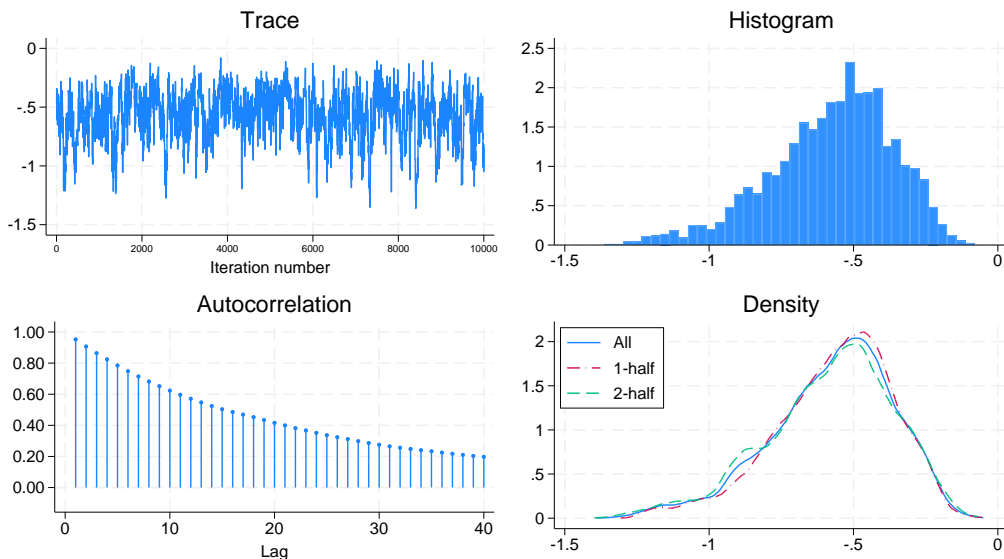 Trace
0
-.5
-1
-1.5
0 2000 4000 6000 8000 10000
Iteration number
Histogram
2.5
2
1.5
1
.5
0
-1.5 -1 -.5 0
Autocorrelation
1.00
0.80
0.60
0.40
0.20
0.00
0 10 20 30 40
Lag
Density
All
1-half
2-half
2
1.5
1
.5
0
-1.5 -1 -.5 0